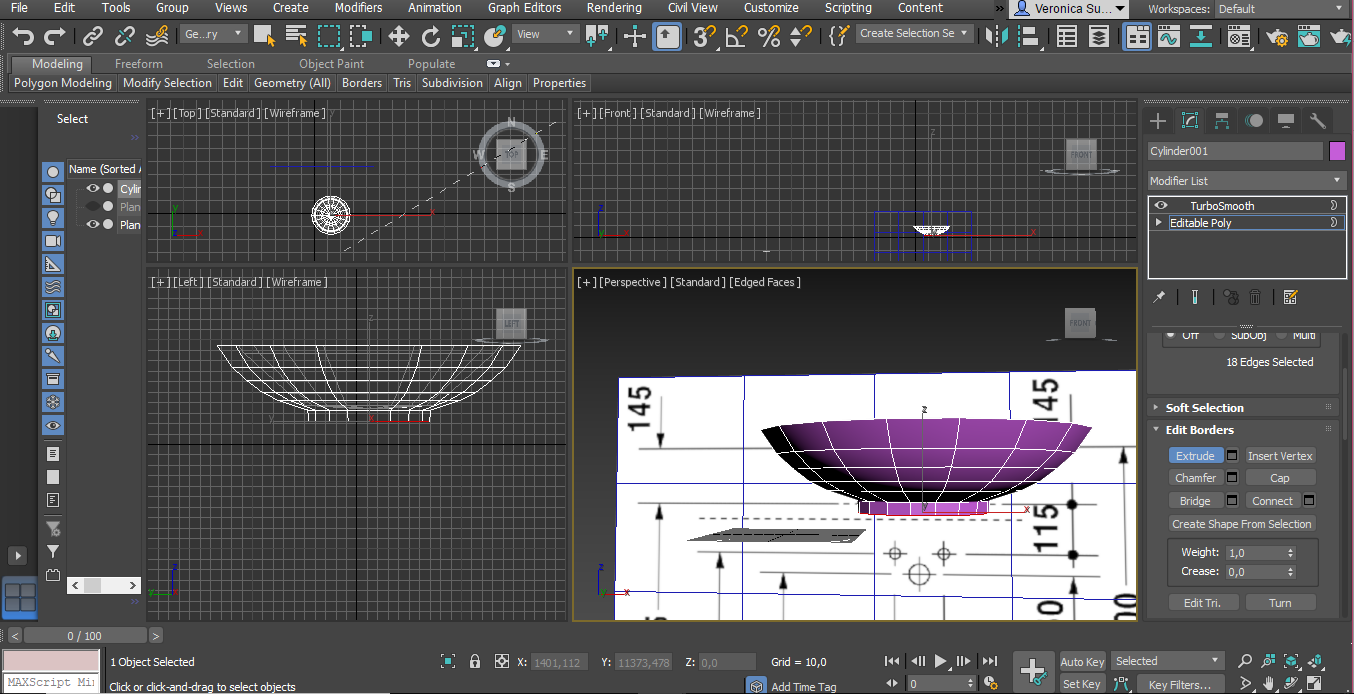 File Edit Tools Group Views Create Modifiers Animation Graph Editors Rendering Civil View Customize Scripting Content » Veronica Su... Workspaces: Default
Ge...ry View 3 % Create Selection Se
Modeling Freeform Selection Object Paint Populate
Polygon Modeling Modify Selection Edit Geometry (All) Borders Tris Subdivision Align Properties
Select
»
Name (Sorted A
Cylin
Plan
Plan
[+] [Top] [Standard] [Wireframe]
y
N
W TOP E
S
y
x
z x
[+] [Front] [Standard] [Wireframe]
z
FRONT
z
x
y x
[+] [Left] [Standard] [Wireframe]
z
LEFT
y x
z
y
[+] [Perspective] [Standard] [Edged Faces]
FRONT
145
145
z
x
y
115
z
x
Cylinder001
Modifier List
TurboSmooth
Editable Poly
Off SubObj Multi
18 Edges Selected
Soft Selection
Edit Borders
Extrude Insert Vertex
Chamfer Cap
Bridge Connect
Create Shape From Selection
Weight: 1,0
Crease: 0,0
Edit Tri. Turn
< 0 / 100 >
1 Object Selected X: 1401,112 Y: 11373,478 Z: 0,0 Grid = 10,0 Auto Key Selected
MAXScript Mi Click or click-and-drag to select objects Add Time Tag 0 Set Key Key Filters...